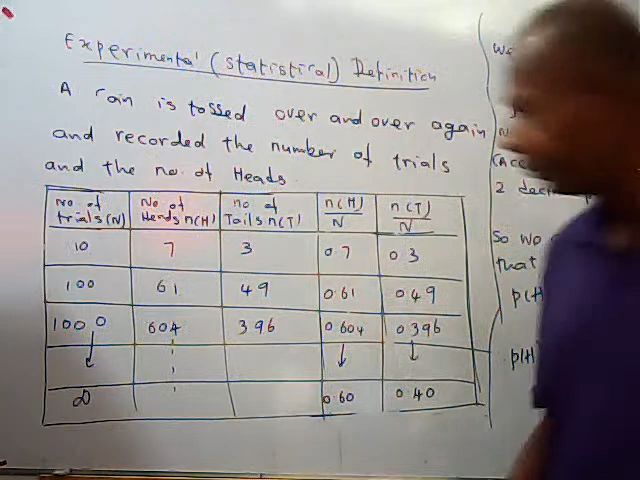 Experimental (Statistical) Definition
A coin is tossed over and over again
and recorded the number of trials
and the no. of Heads.
No of trials (N) No of Heads n(H) no of Tails n(T) n(H)/N n(T)/N
10 7 3 0.7 0.3
100 61 49 0.61 0.49
1000 604 396 0.604 0.396
∞ 0.60 0.40
We
(Acc
2 dec
So we
that
P(H
P(H)